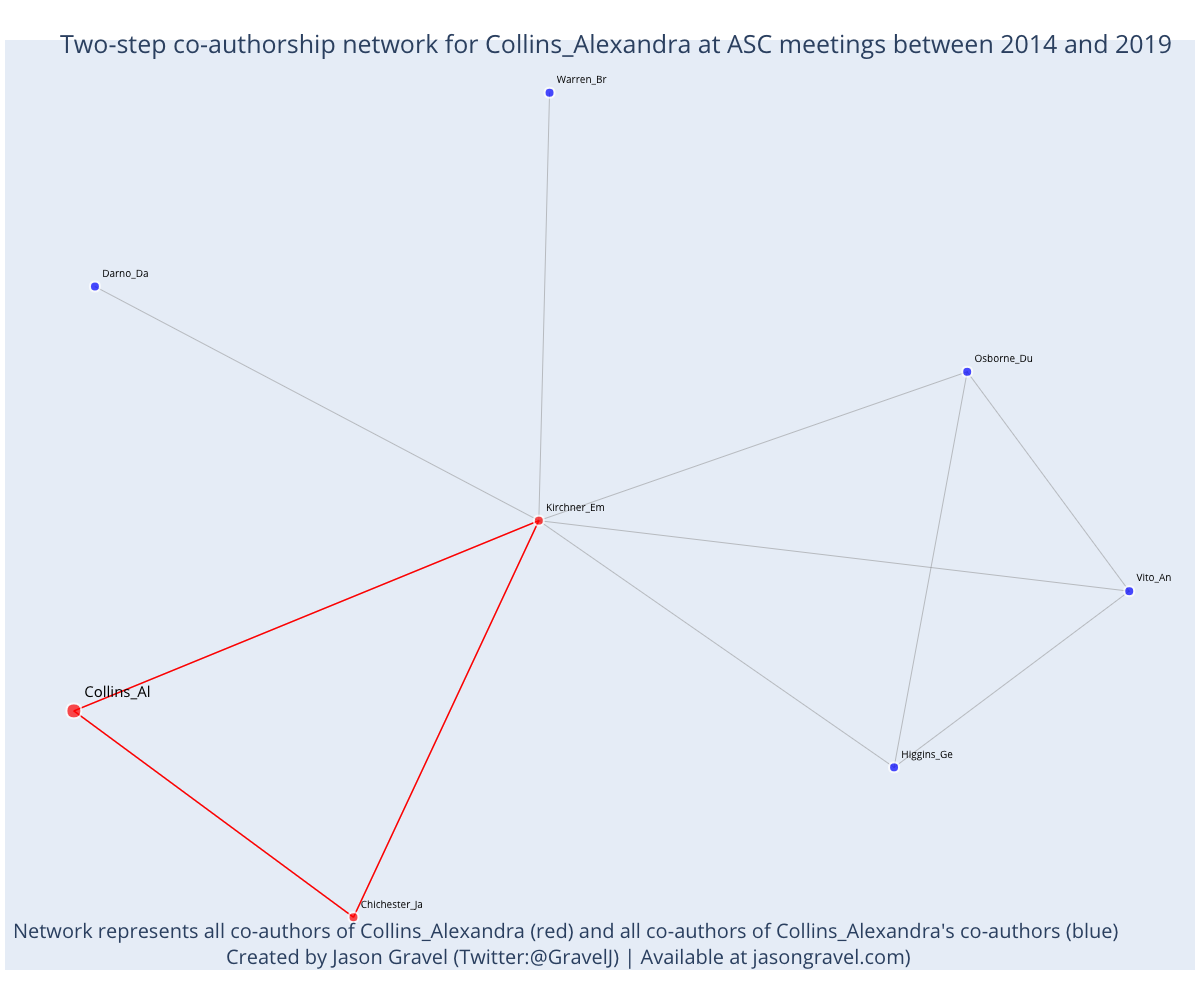 Two-step co-authorship network for Collins_Alexandra at ASC meetings between 2014 and 2019
Warren_Br
Darno_Da
Osborne_Du
Kirchner_Em
Vito_An
Collins_Al
Higgins_Ge
Chichester_Ja
Network represents all co-authors of Collins_Alexandra (red) and all co-authors of Collins_Alexandra's co-authors (blue)
Created by Jason Gravel (Twitter:@GravelJ) | Available at jasongravel.com)